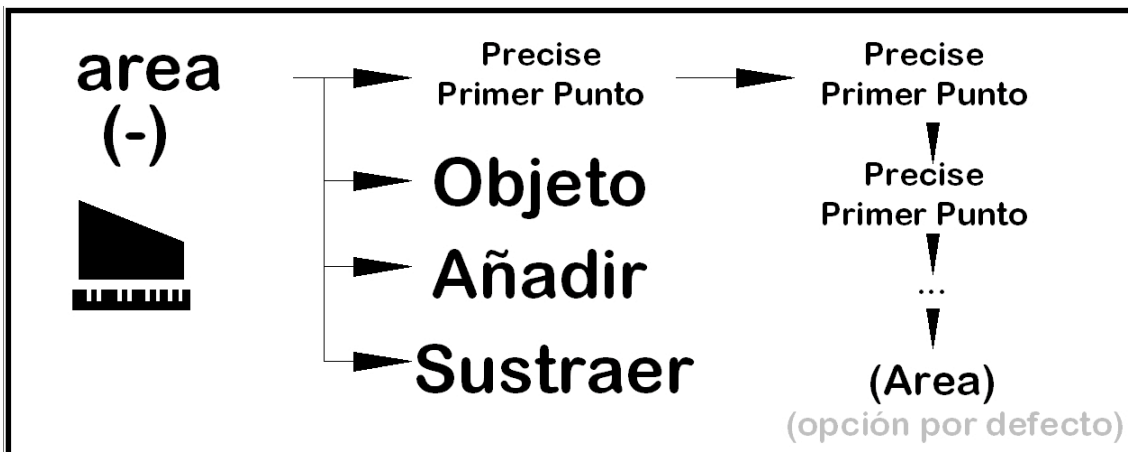 area
(-)
Precise
Primer Punto
Objeto
Añadir
Sustraer
Precise
Primer Punto
Precise
Primer Punto
...
(Area)
(opción por defecto)